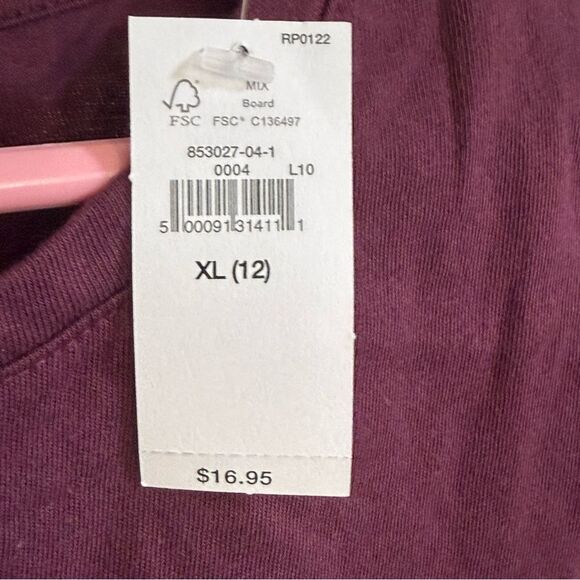 RP0122
MIX
Board
FSC FSC® C136497
853027-04-1
0004 L10
5 00091 31411 1
XL (12)
$16.95